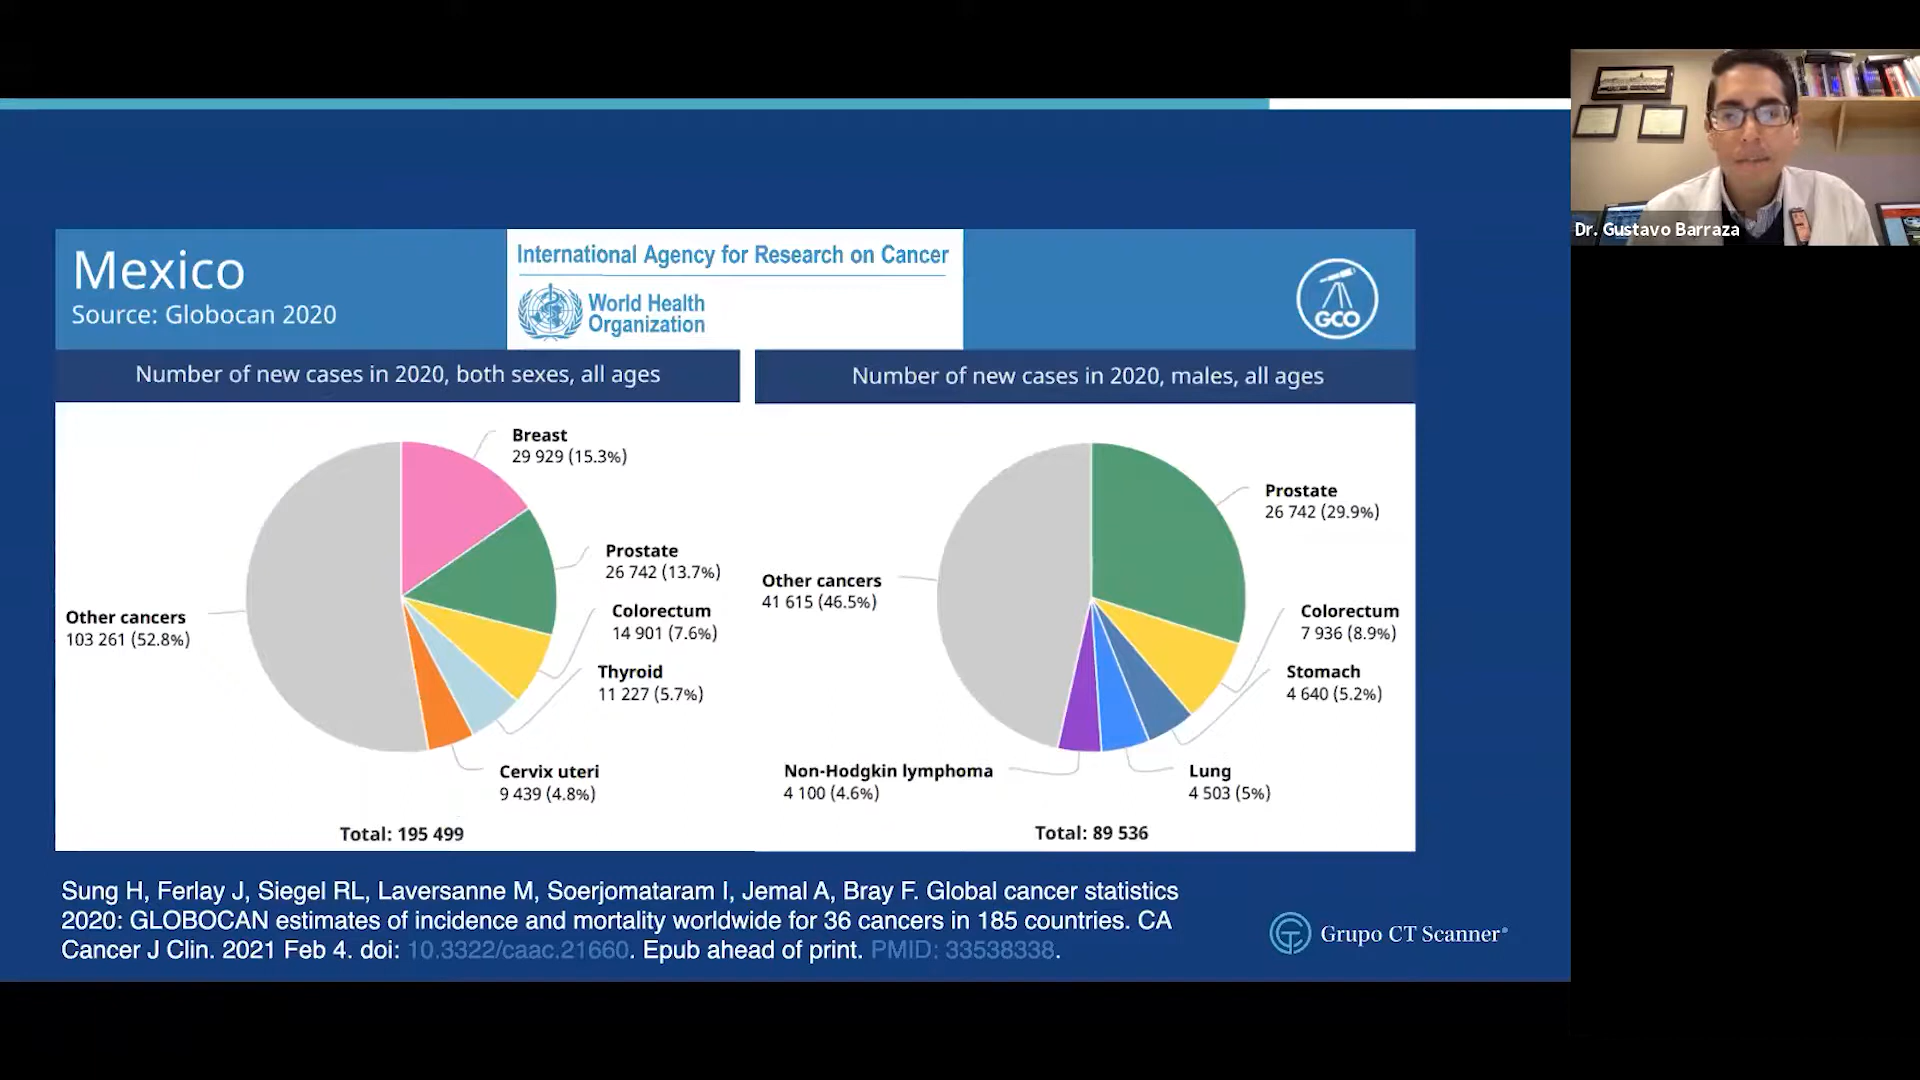 Dr. Gustavo Barraza
Mexico
Source: Globocan 2020
International Agency for Research on Cancer
World Health
Organization
GCO
Number of new cases in 2020, both sexes, all ages
Breast
29 929 (15.3%)
Prostate
26 742 (13.7%)
Colorectum
14 901 (7.6%)
Thyroid
11 227 (5.7%)
Cervix uteri
9 439 (4.8%)
Other cancers
103 261 (52.8%)
Total: 195 499
Number of new cases in 2020, males, all ages
Prostate
26 742 (29.9%)
Colorectum
7 936 (8.9%)
Stomach
4 640 (5.2%)
Lung
4 503 (5%)
Non-Hodgkin lymphoma
4 100 (4.6%)
Other cancers
41 615 (46.5%)
Total: 89 536
Sung H, Ferlay J, Siegel RL, Laversanne M, Soerjomataram I, Jemal A, Bray F. Global cancer statistics
2020: GLOBOCAN estimates of incidence and mortality worldwide for 36 cancers in 185 countries. CA
Cancer J Clin. 2021 Feb 4. doi: 10.3322/caac.21660. Epub ahead of print. PMID: 33538338.
Grupo CT Scanner